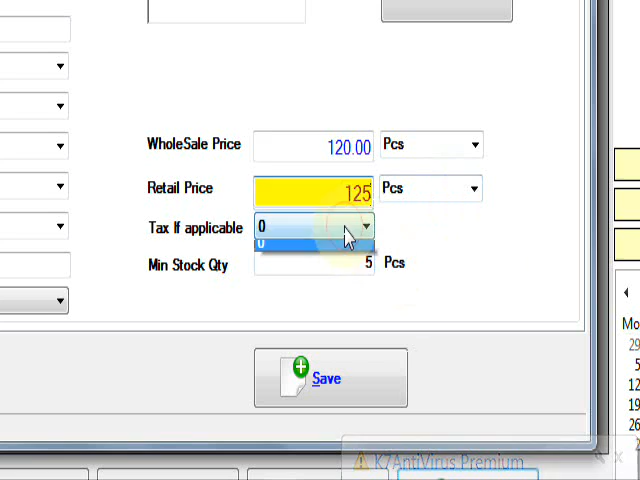 WholeSale Price 120.00 Pcs
Retail Price 125 Pcs
Tax If applicable 0
0
Min Stock Qty 5 Pcs
Save
Mo
29
5
12
19
26
K7AntiVirus Premium